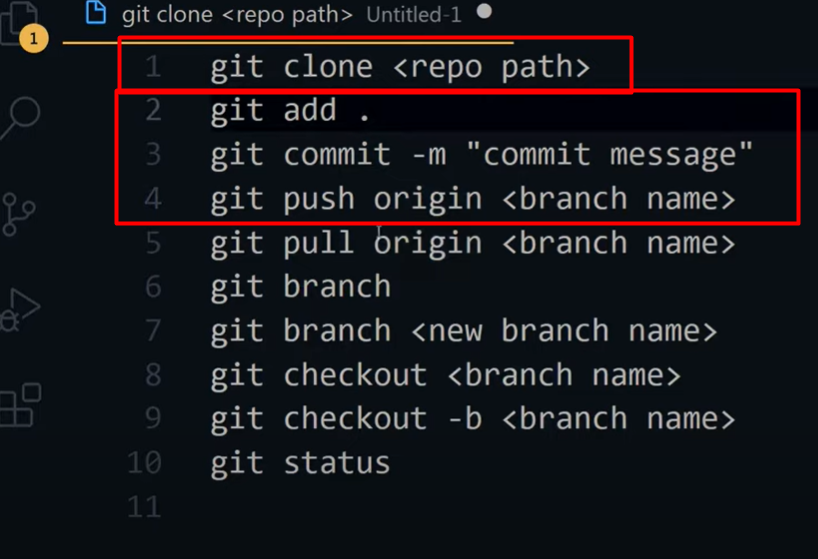 git clone <repo path> Untitled-1
1
1 git clone <repo path>
2 git add .
3 git commit -m "commit message"
4 git push origin <branch name>
5 git pull origin <branch name>
6 git branch
7 git branch <new branch name>
8 git checkout <branch name>
9 git checkout -b <branch name>
10 git status
11